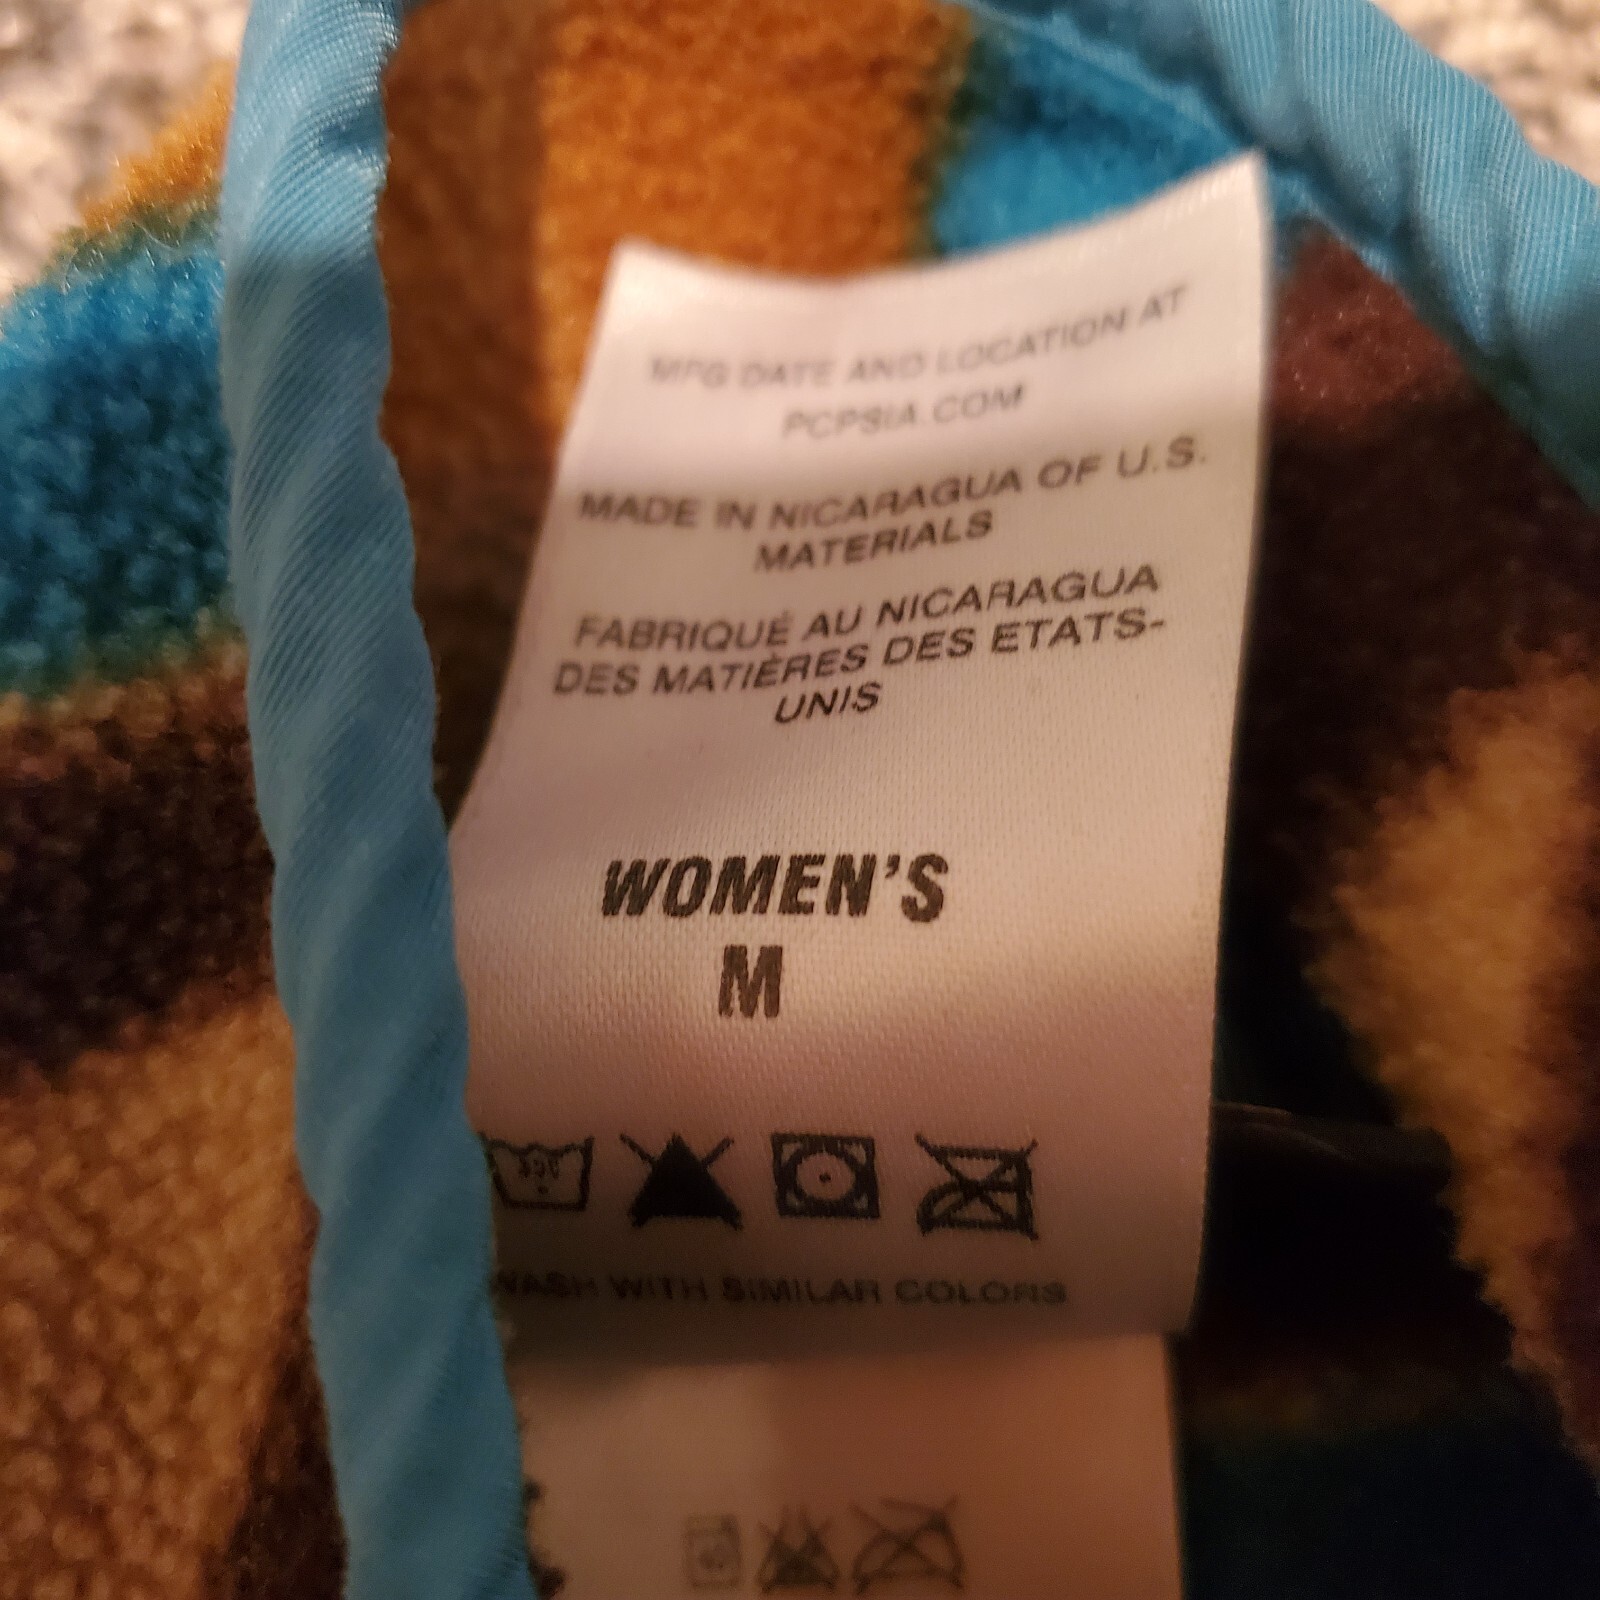 MFG DATE AND LOCATION AT
PCPSIA.COM
MADE IN NICARAGUA OF U.S.
MATERIALS
FABRIQUÉ AU NICARAGUA
DES MATIÈRES DES ETATS-
UNIS
WOMEN'S
M
WASH WITH SIMILAR COLORS